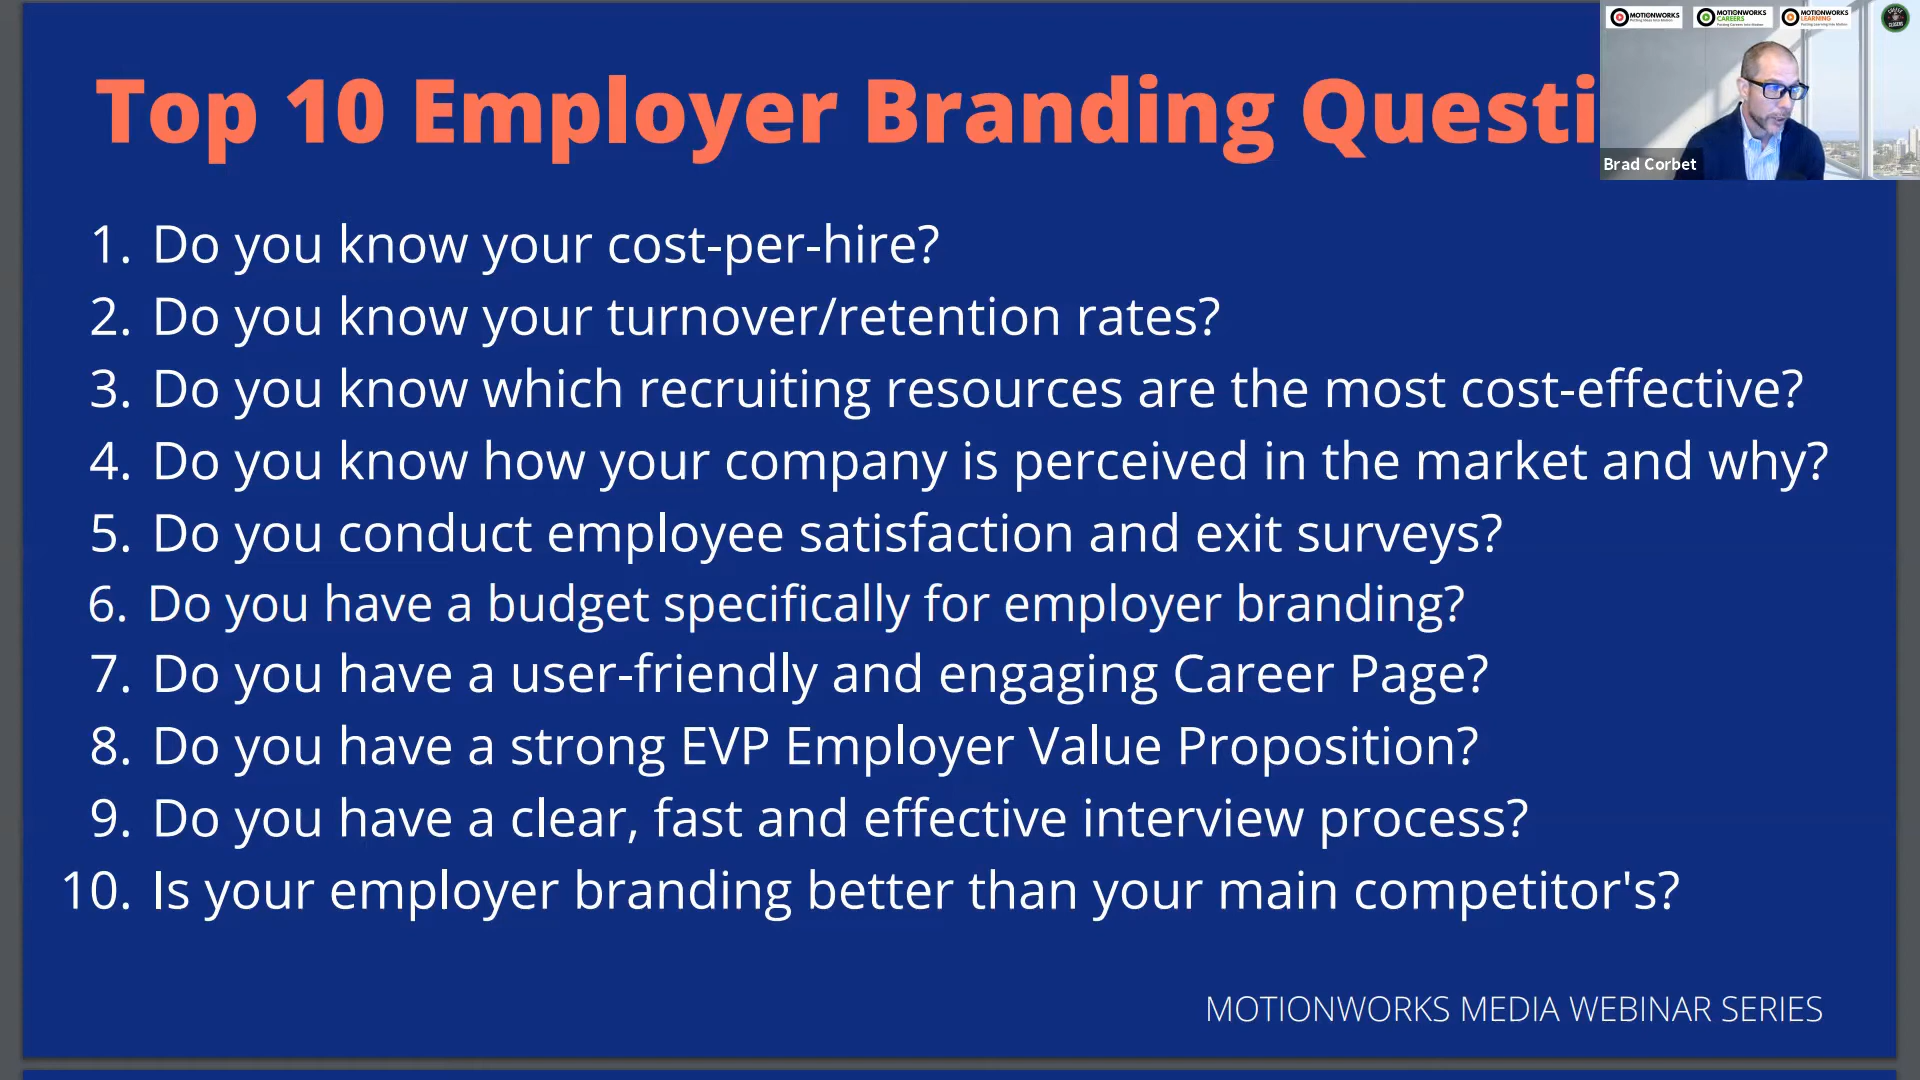 MOTIONWORKS
MOTIONWORKS
CAREERS
MOTIONWORKS
LEARNING
Top 10 Employer Branding Questi
Brad Corbet
1. Do you know your cost-per-hire?
2. Do you know your turnover/retention rates?
3. Do you know which recruiting resources are the most cost-effective?
4. Do you know how your company is perceived in the market and why?
5. Do you conduct employee satisfaction and exit surveys?
6. Do you have a budget specifically for employer branding?
7. Do you have a user-friendly and engaging Career Page?
8. Do you have a strong EVP Employer Value Proposition?
9. Do you have a clear, fast and effective interview process?
10. Is your employer branding better than your main competitor's?
MOTIONWORKS MEDIA WEBINAR SERIES